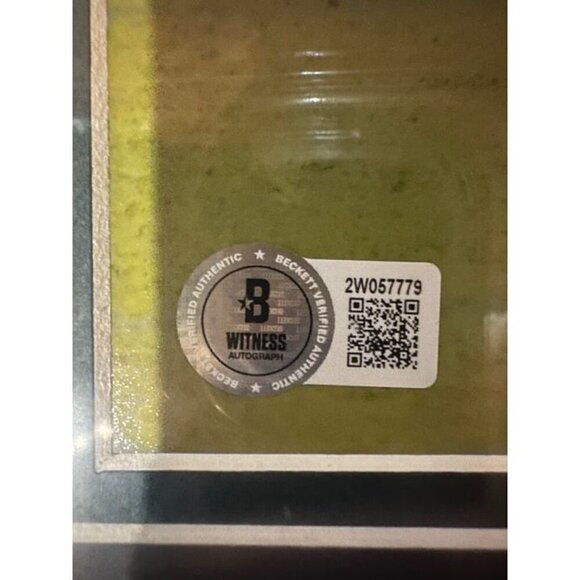 BECKETT VERIFIED AUTHENTIC ★ BECKETT VERIFIED AUTHENTIC ★
B
WITNESS
AUTOGRAPH
2W057779